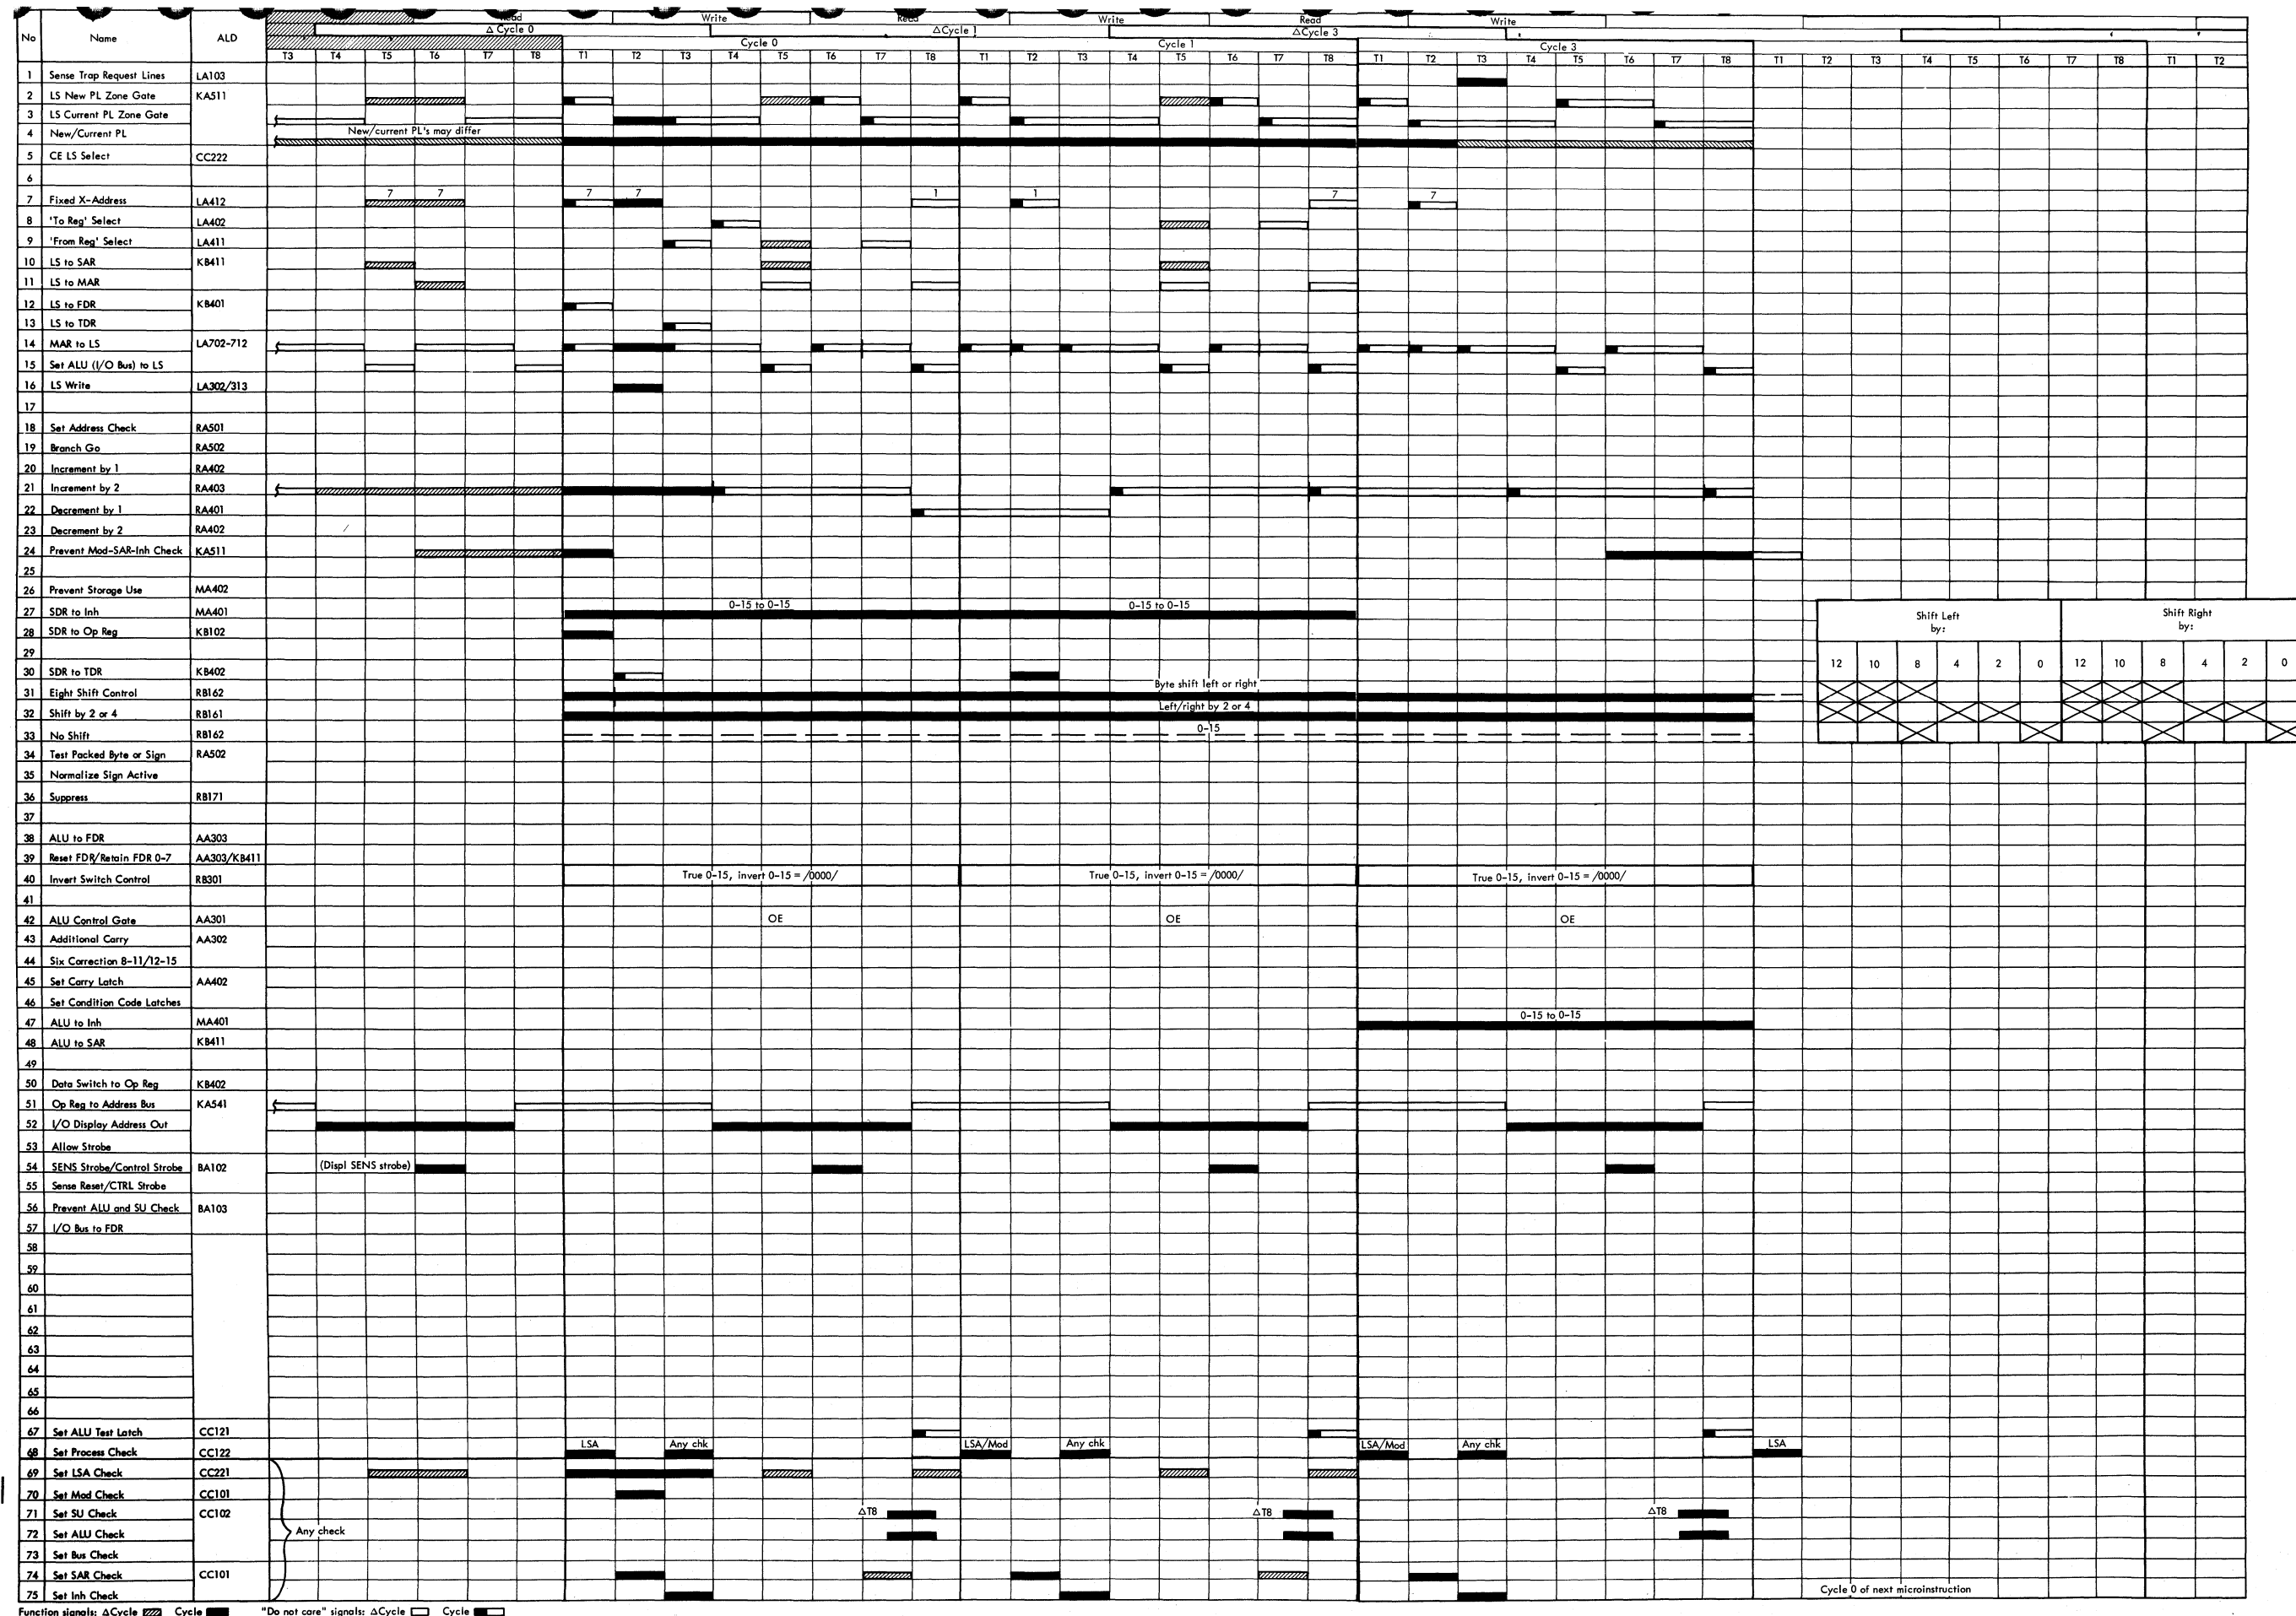 Read Write Read Write Read Write
No Name ALD Δ Cycle 0 ΔCycle 1 ΔCycle 3
Cycle 0 Cycle 1 Cycle 3
T3 T4 T5 T6 T7 T8 T1 T2 T3 T4 T5 T6 T7 T8 T1 T2 T3 T4 T5 T6 T7 T8 T1 T2 T3 T4 T5 T6 T7 T8 T1 T2 T3 T4 T5 T6 T7 T8 T1 T2
1 Sense Trap Request Lines LA103
2 LS New PL Zone Gate KA511
3 LS Current PL Zone Gate
4 New/Current PL New/current PL's may differ
5 CE LS Select CC222
6
7 7 7 7 1 1 7 7
7 Fixed X-Address LA412
8 'To Reg' Select LA402
9 'From Reg' Select LA411
10 LS to SAR KB411
11 LS to MAR
12 LS to FDR KB401
13 LS to TDR
14 MAR to LS LA702-712
15 Set ALU (I/O Bus) to LS
16 LS Write LA302/313
17
18 Set Address Check RA501
19 Branch Go RA502
20 Increment by 1 RA402
21 Increment by 2 RA403
22 Decrement by 1 RA401
23 Decrement by 2 RA402
24 Prevent Mod-SAR-Inh Check KA511
25
26 Prevent Storage Use MA402
27 SDR to Inh MA401 0-15 to 0-15 0-15 to 0-15
28 SDR to Op Reg KB102
29
30 SDR to TDR KB402
31 Eight Shift Control RB162 Byte shift left or right
32 Shift by 2 or 4 RB161 Left/right by 2 or 4
33 No Shift RB162 0-15
Shift Left by: Shift Right by:
12 10 8 4 2 0 12 10 8 4 2 0
34 Test Packed Byte or Sign RA502
35 Normalize Sign Active
36 Suppress RB171
37
38 ALU to FDR AA303
39 Reset FDR/Retain FDR 0-7 AA303/KB411
40 Invert Switch Control RB301 True 0-15, invert 0-15 = /0000/ True 0-15, invert 0-15 = /0000/ True 0-15, invert 0-15 = /0000/
41
42 ALU Control Gate AA301 OE OE OE
43 Additional Carry AA302
44 Six Correction 8-11/12-15
45 Set Carry Latch AA402
46 Set Condition Code Latches
47 ALU to Inh MA401 0-15 to 0-15
48 ALU to SAR KB411
49
50 Data Switch to Op Reg KB402
51 Op Reg to Address Bus KA541
52 I/O Display Address Out
53 Allow Strobe
54 SENS Strobe/Control Strobe BA102 (Displ SENS strobe)
55 Sense Reset/CTRL Strobe
56 Prevent ALU and SU Check BA103
57 I/O Bus to FDR
58
59
60
61
62
63
64
65
66
67 Set ALU Test Latch CC121
68 Set Process Check CC122 LSA Any chk LSA/Mod Any chk LSA/Mod Any chk LSA
69 Set LSA Check CC221
70 Set Mod Check CC101
71 Set SU Check CC102 ΔT8 ΔT8 ΔT8
72 Set ALU Check Any check
73 Set Bus Check
74 Set SAR Check CC101
75 Set Inh Check Cycle 0 of next microinstruction
Function signals: ΔCycle Cycle "Do not care" signals: ΔCycle Cycle